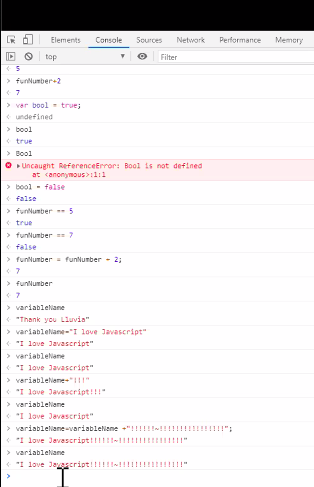 Elements Console Sources Network Performance Memory
top Filter
5
funNumber+2
7
var bool = true;
undefined
bool
true
Bool
Uncaught ReferenceError: Bool is not defined
at <anonymous>:1:1
bool = false
false
funNumber == 5
true
funNumber == 7
false
funNumber = funNumber + 2;
7
funNumber
7
variableName
"Thank you Lluvia"
variableName="I love Javascript"
"I love Javascript"
variableName
"I love Javascript"
variableName+"!!!"
"I love Javascript!!!"
variableName
"I love Javascript"
variableName=variableName +"!!!!!!~!!!!!!!!!!!!!!!!";
"I love Javascript!!!!!!~!!!!!!!!!!!!!!!!"
variableName
"I love Javascript!!!!!!~!!!!!!!!!!!!!!!!"